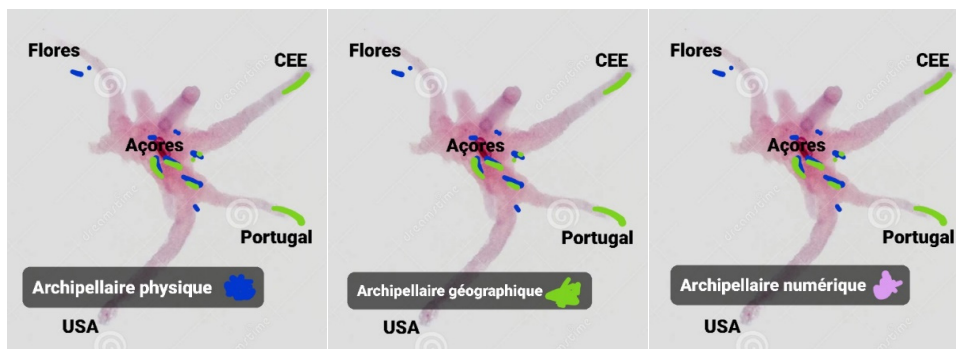 Flores
CEE
Açores
Portugal
Archipellaire physique
USA
Flores
CEE
Açores
Portugal
Archipellaire géographique
USA
Flores
CEE
Açores
Portugal
Archipellaire numérique
USA